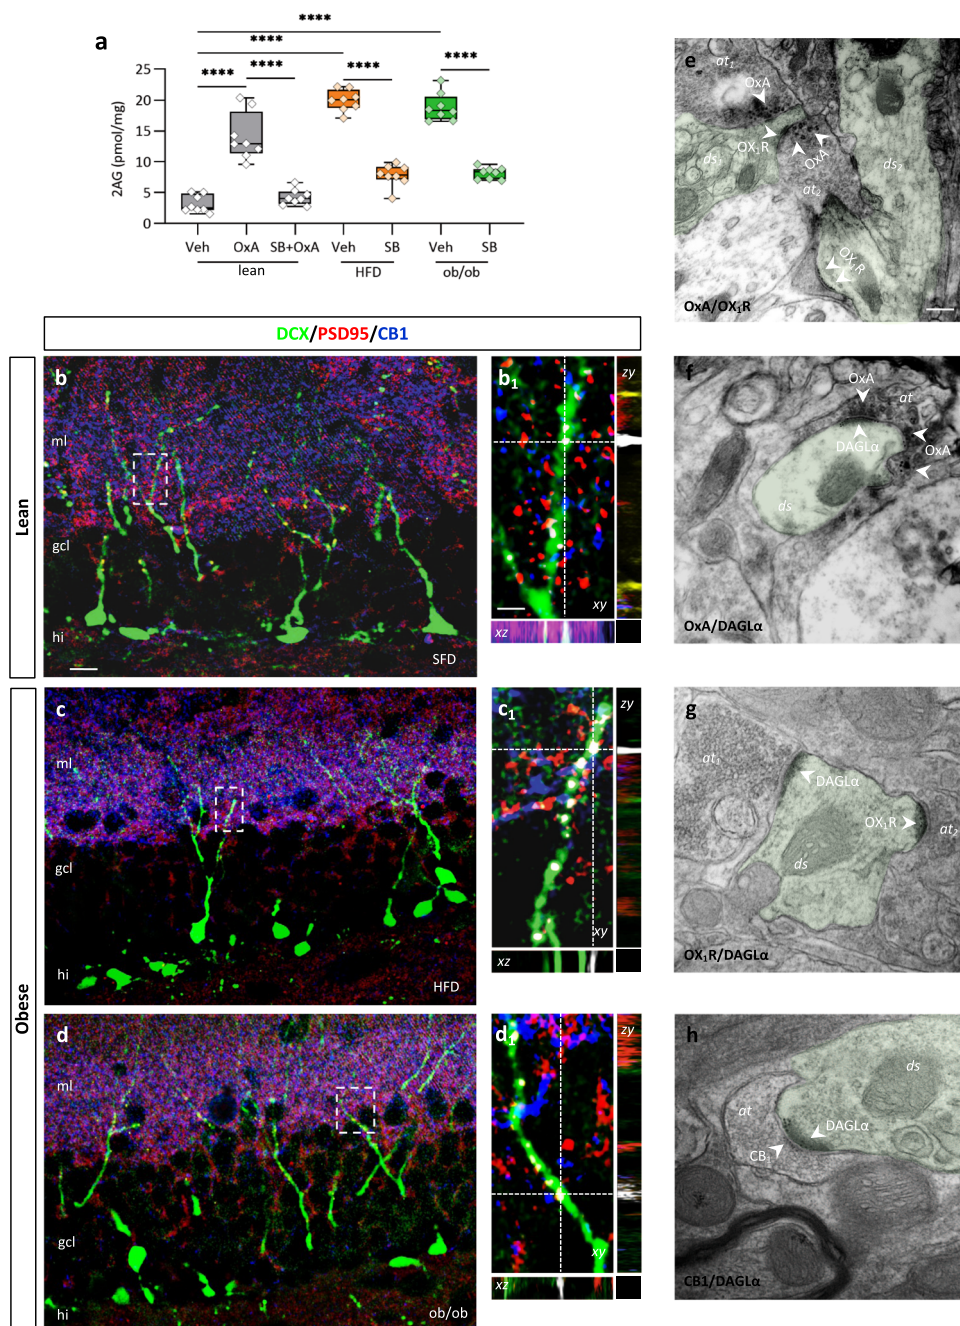 a
****
****
**** ****
****
****
25
20
15
10
5
0
2AG (pmol/mg)
Veh OxA SB+OxA Veh SB Veh SB
lean HFD ob/ob
DCX/PSD95/CB1
Lean
b
ml
gcl
hi
SFD
b1
zy
xy
xz
Obese
c
ml
gcl
hi
HFD
c1
zy
xy
xz
d
ml
gcl
hi
ob/ob
d1
zy
xy
xz
e
at1
OxA
OX1R
OxA
ds1
at2
ds2
OX1R
OxA/OX1R
f
OxA
at
DAGLα
OxA
ds
OxA/DAGLα
g
at1
DAGLα
OX1R
at2
ds
OX1R/DAGLα
h
ds
at
DAGLα
CB1
CB1/DAGLα